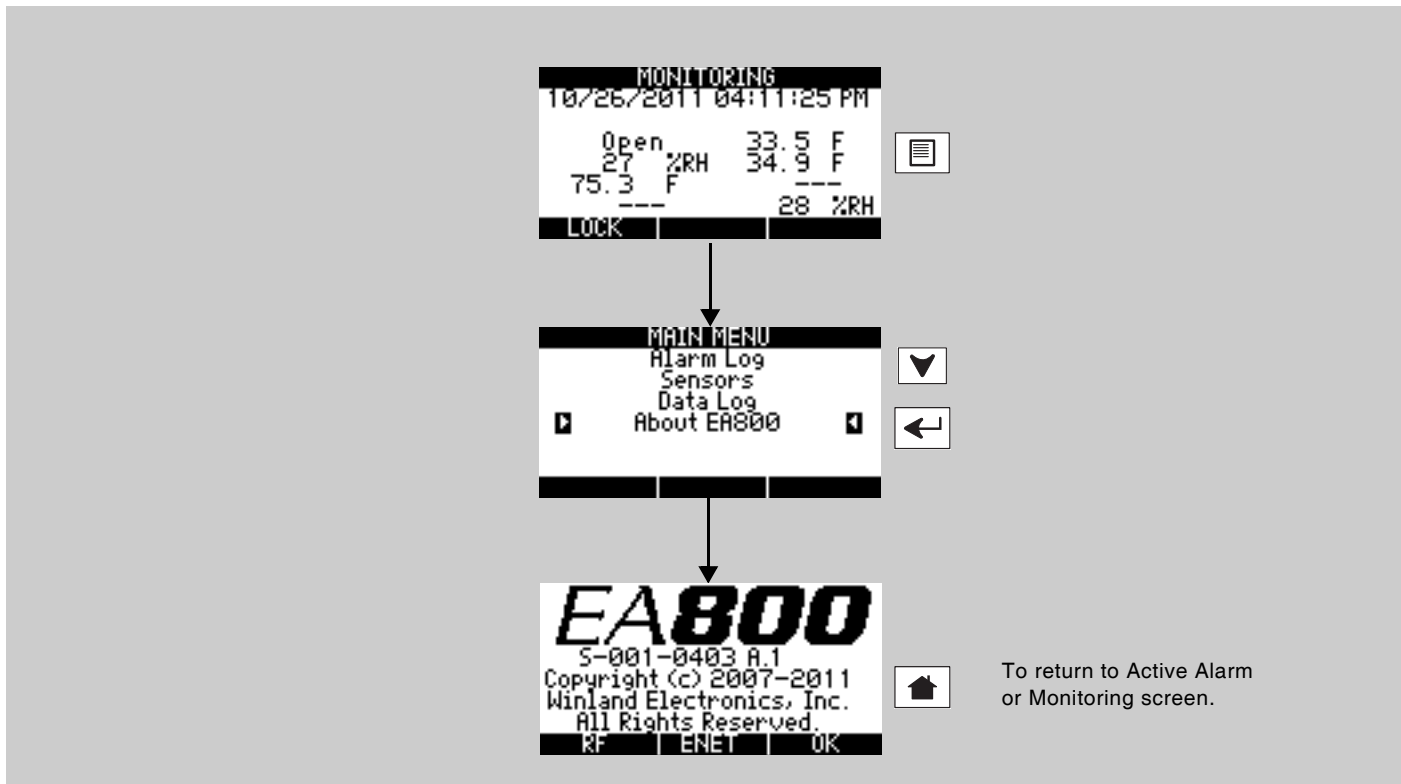 MONITORING
10/26/2011 04:11:25 PM
Open 33.5 F
27 %RH 34.9 F
75.3 F ---
--- 28 %RH
LOCK
MAIN MENU
Alarm Log
Sensors
Data Log
About EA800
EA800
S-001-0403 A.1
Copyright (c) 2007-2011
Winland Electronics, Inc.
All Rights Reserved.
RF ENET OK
To return to Active Alarm
or Monitoring screen.